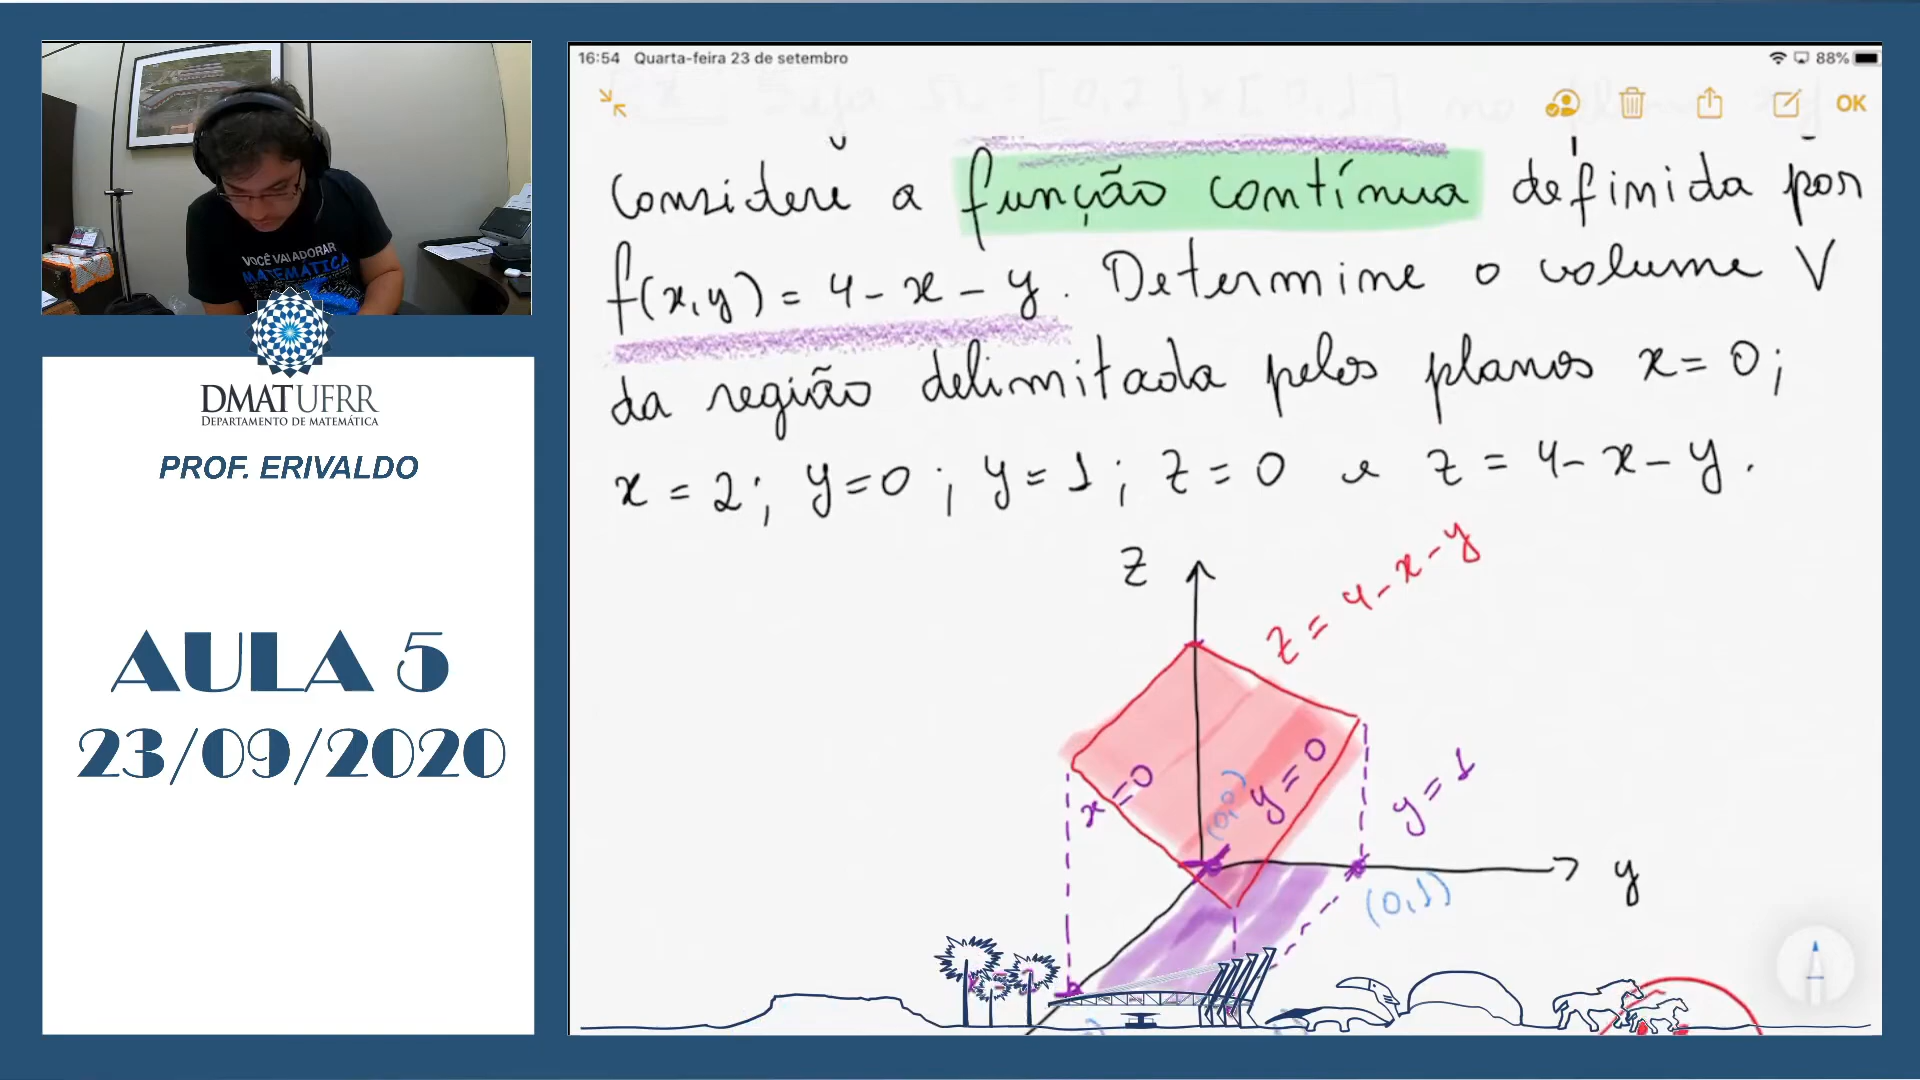 16:54 Quarta-feira 23 de setembro
88%
OK
Considere a função contínua definida por
f(x,y) = 4 - x - y. Determine o volume V
da região delimitada pelos planos x = 0;
x = 2; y = 0; y = 1; z = 0 e z = 4 - x - y.
z
z = 4 - x - y
x = 0
y = 0
(0,0)
y = 1
y
(0,1)
VOCÊ VAI ADORAR
MATEMÁTICA
DMATUFRR
DEPARTAMENTO DE MATEMÁTICA
PROF. ERIVALDO
AULA 5
23/09/2020